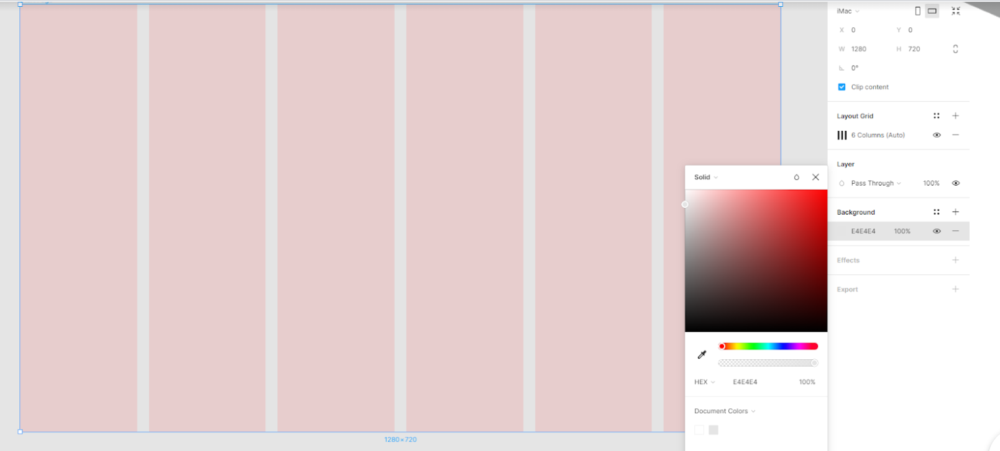 iMac
X 0 Y 0
W 1280 H 720
0°
Clip content
Layout Grid
6 Columns (Auto)
Layer
Pass Through 100%
Background
E4E4E4 100%
Effects
Export
Solid
HEX E4E4E4 100%
Document Colors
1280×720